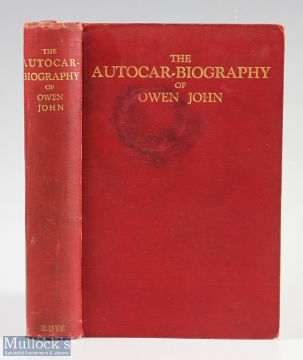 THE
AUTOCAR-
BIOGRAPHY
OF
OWEN
JOHN
ILIFFE
THE
AUTOCAR-BIOGRAPHY
OF
OWEN JOHN
Mullock's